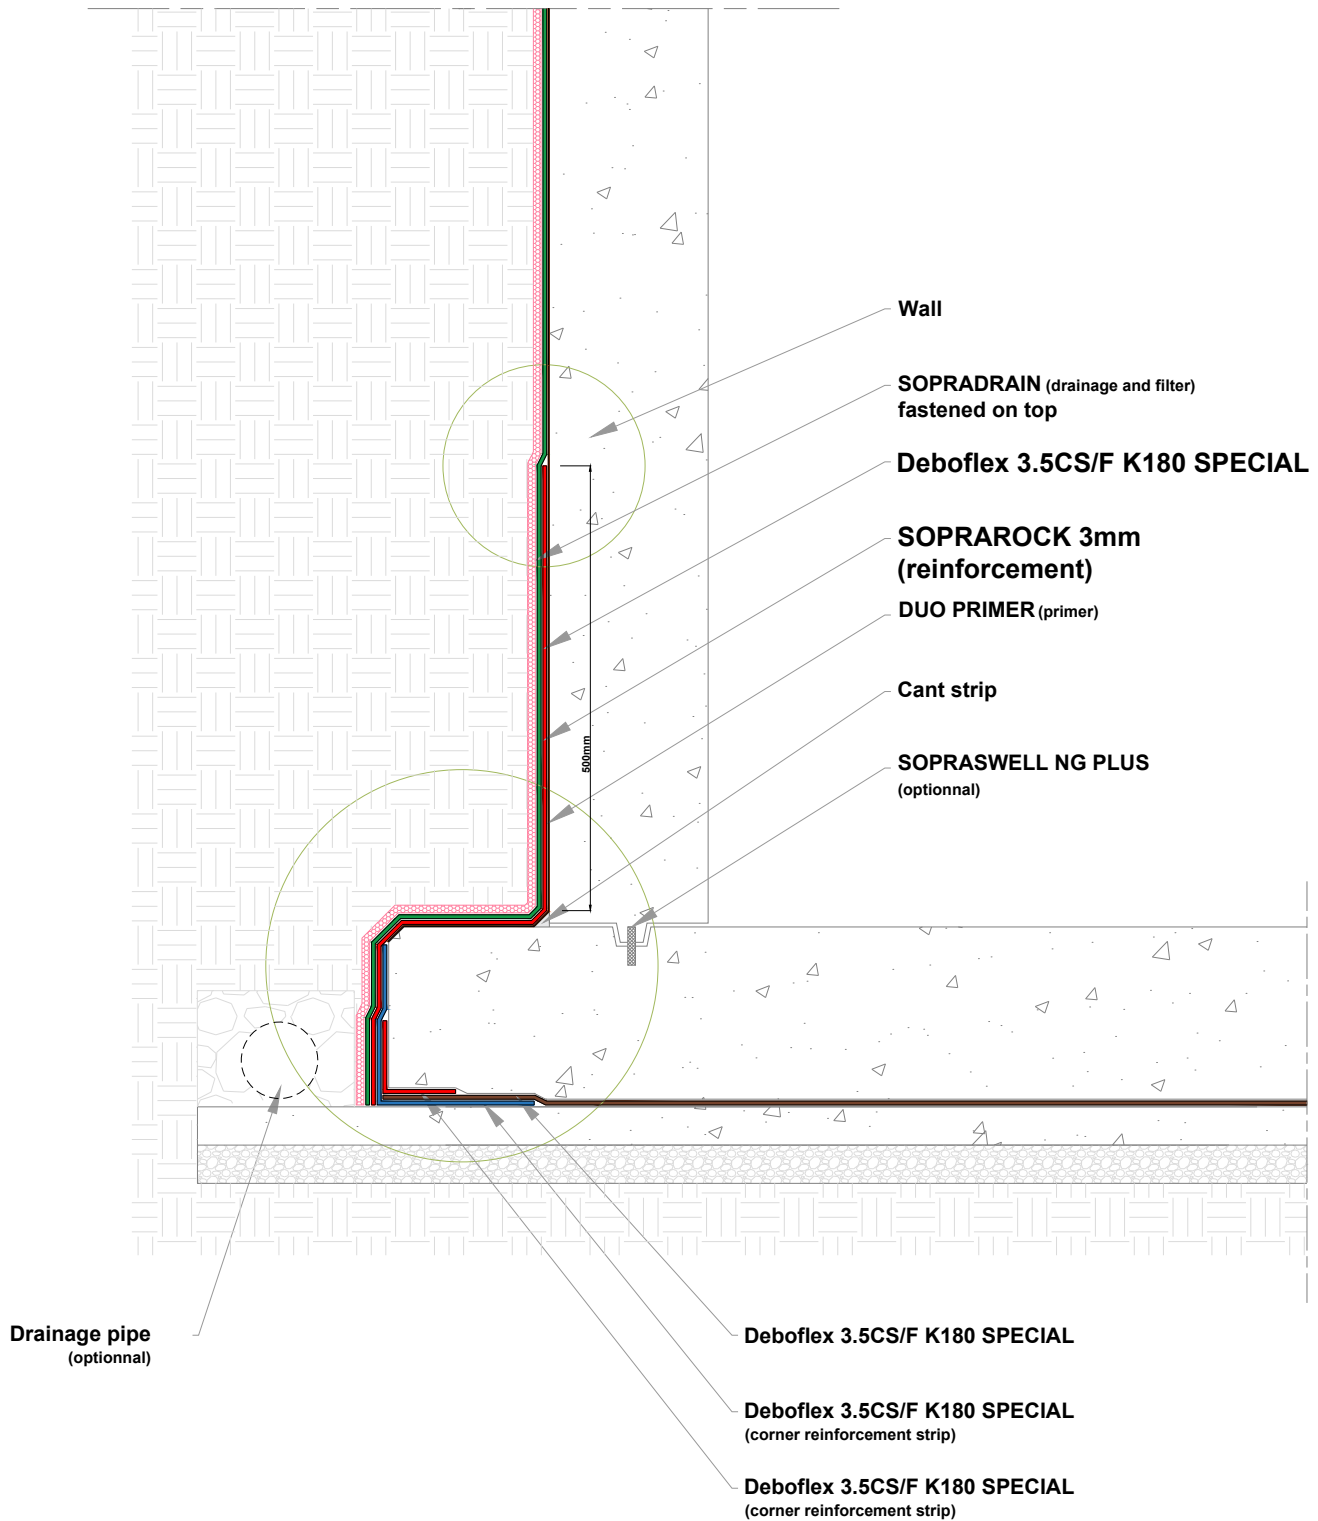 Wall
SOPRADRAIN (drainage and filter)
fastened on top
Deboflex 3.5CS/F K180 SPECIAL
SOPRAROCK 3mm
(reinforcement)
DUO PRIMER (primer)
Cant strip
500mm
SOPRASWELL NG PLUS
(optionnal)
Drainage pipe
(optionnal)
Deboflex 3.5CS/F K180 SPECIAL
Deboflex 3.5CS/F K180 SPECIAL
(corner reinforcement strip)
Deboflex 3.5CS/F K180 SPECIAL
(corner reinforcement strip)